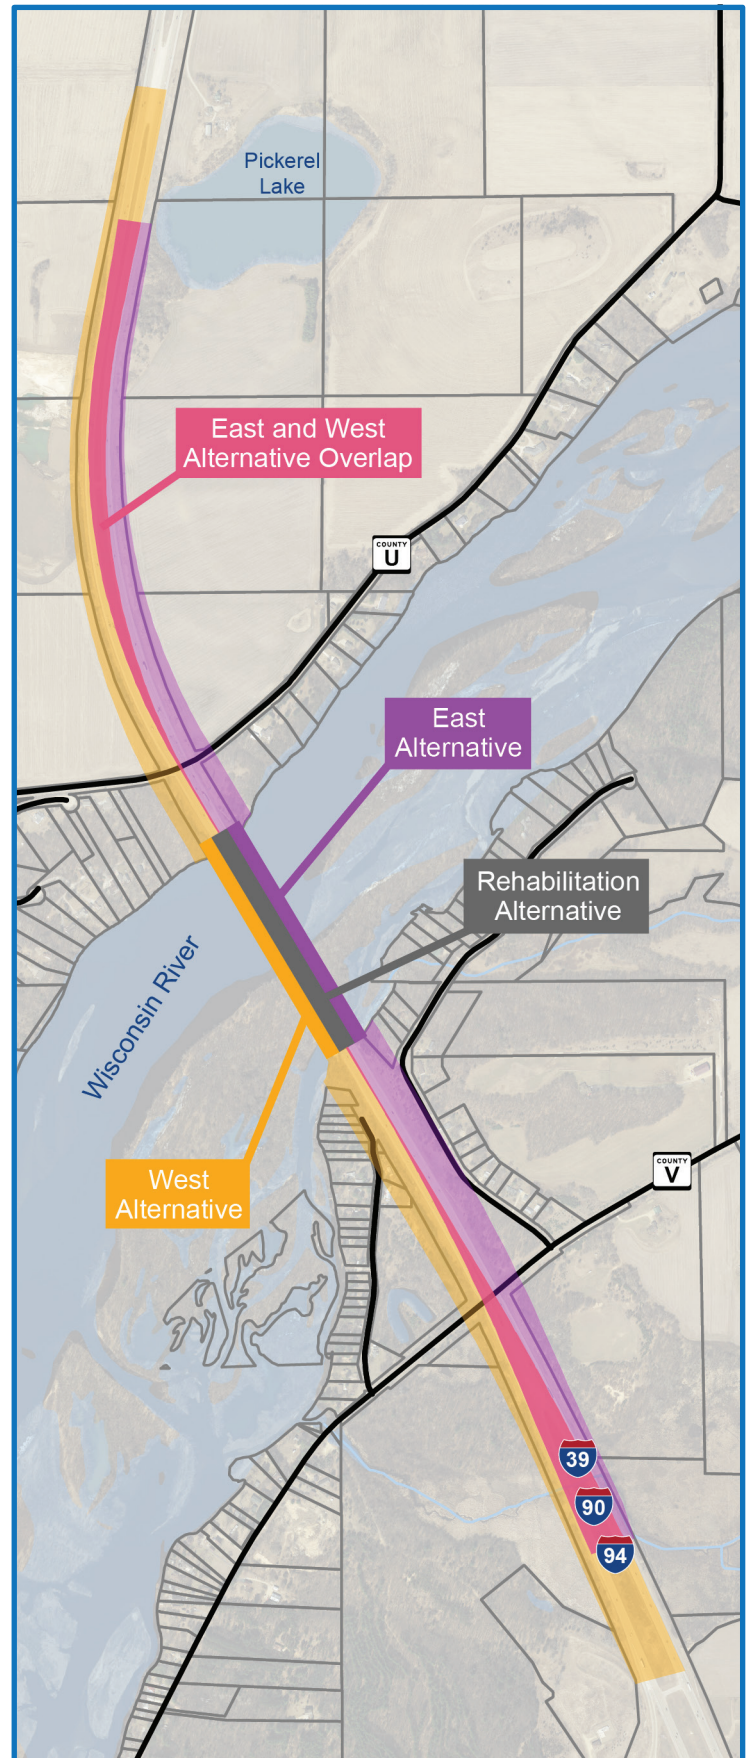 Pickerel
Lake
East and West
Alternative Overlap
COUNTY
U
East
Alternative
Rehabilitation
Alternative
Wisconsin River
COUNTY
V
West
Alternative
39
90
94